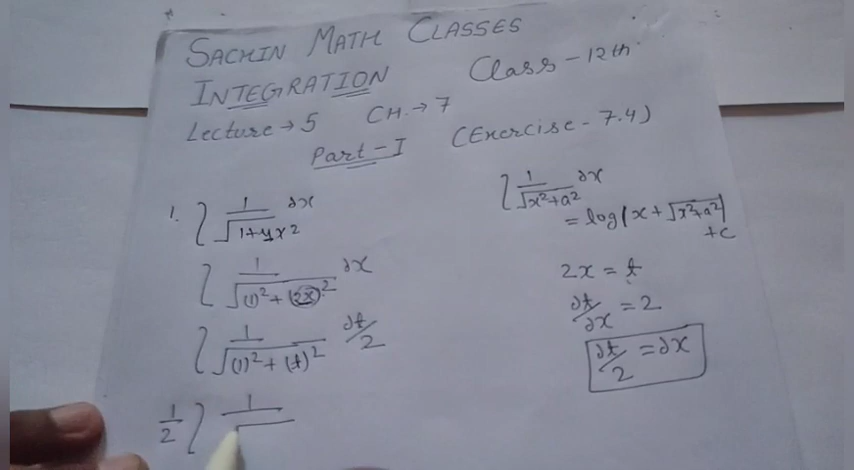 SACHIN MATH CLASSES
INTEGRATION Class - 12th
Lecture → 5 CH. → 7
Part - I (Exercise - 7.4)
1. ∫ 1/√(1+4x²) dx
∫ 1/√((1)² + (2x)²) dx
∫ 1/√((1)² + (t)²) dt/2
1/2 ∫ 1/√
∫ 1/√(x²+a²) dx
= log|x + √(x²+a²)|
+c
2x = t
dt/dx = 2
dt/2 = dx